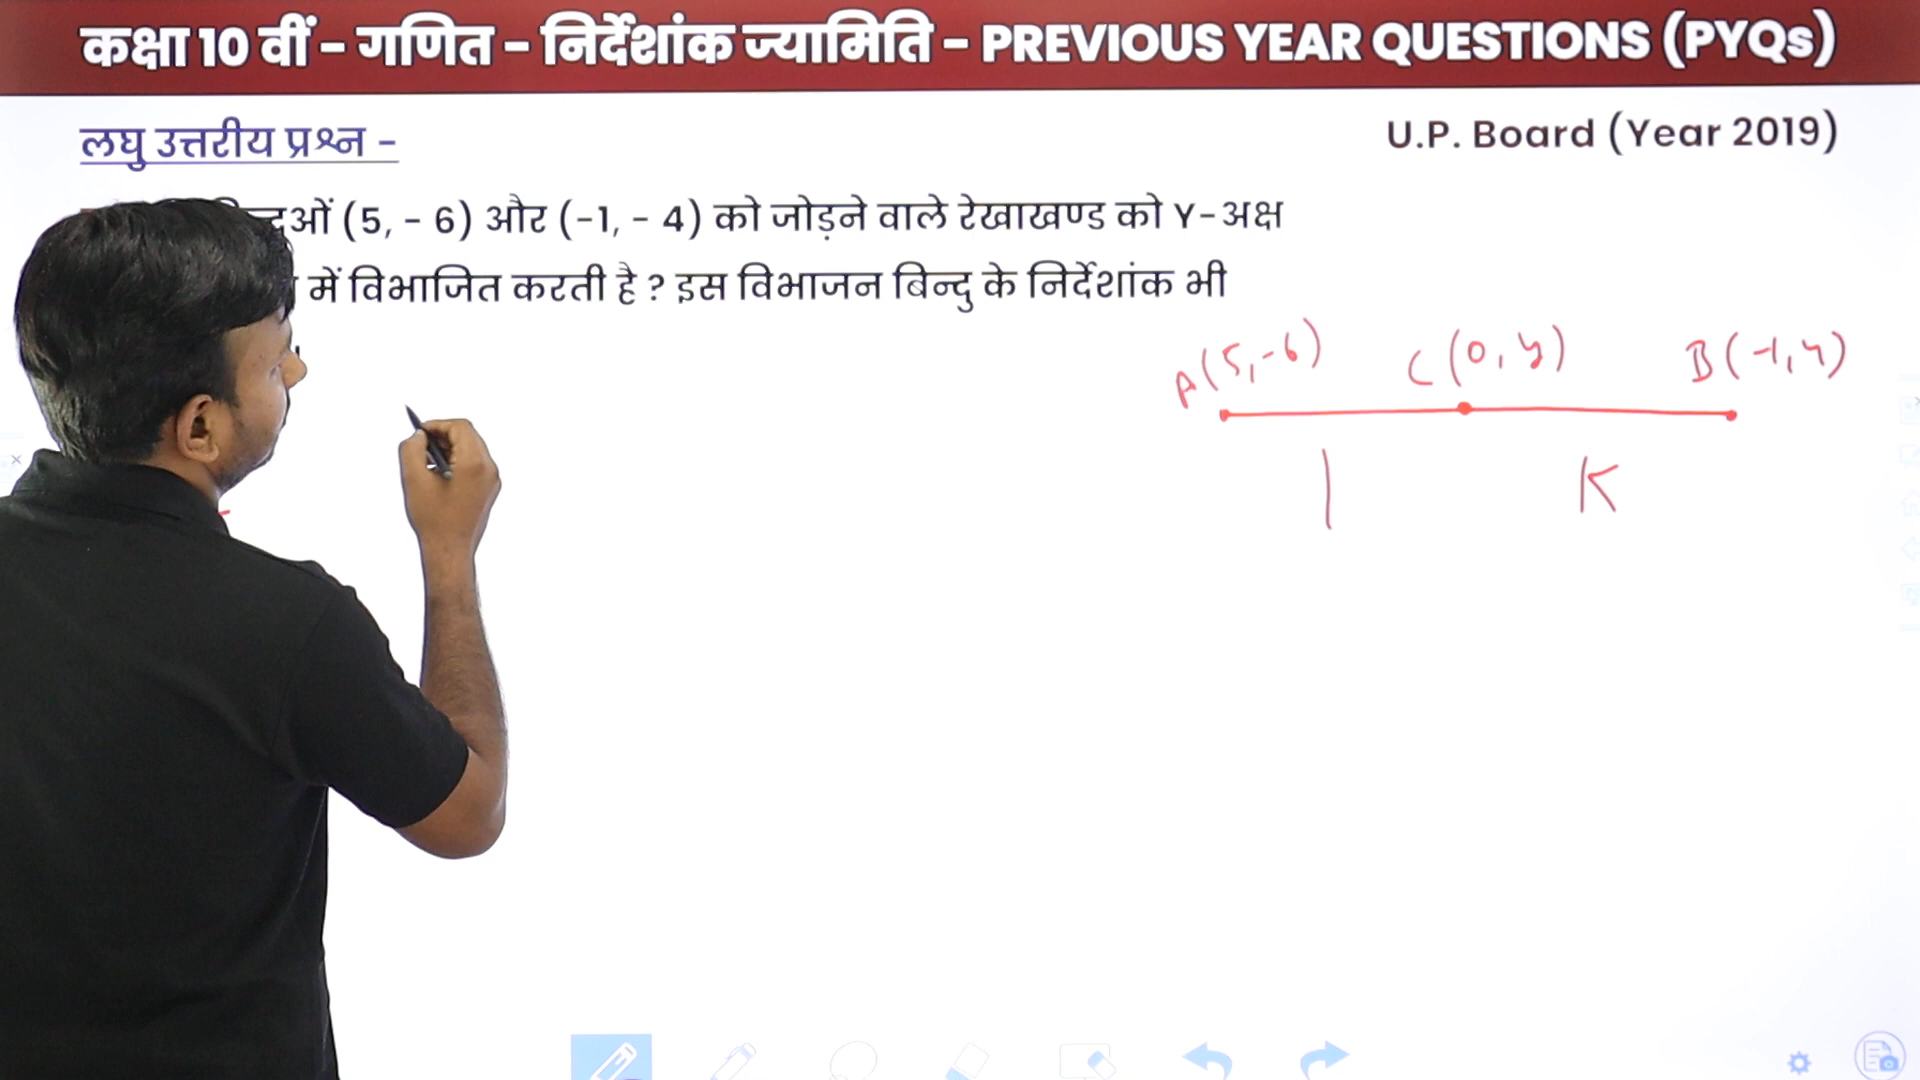 कक्षा 10 वीं – गणित – निर्देशांक ज्यामिति – PREVIOUS YEAR QUESTIONS (PYQs)
लघु उत्तरीय प्रश्न –
U.P. Board (Year 2019)
(5, - 6) और (-1, - 4) को जोड़ने वाले रेखाखण्ड को Y-अक्ष
में विभाजित करती है ? इस विभाजन बिन्दु के निर्देशांक भी
A(5,-6) C(0,y) B(-1,4)
1 K